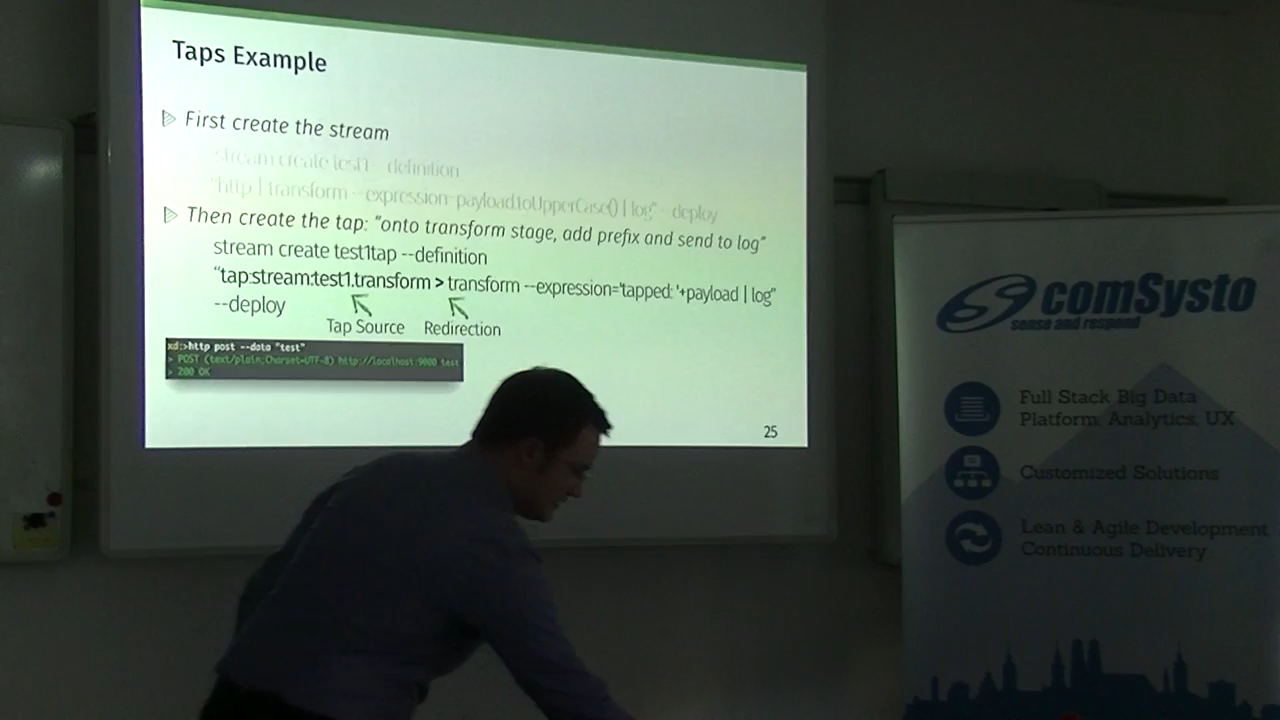 Taps Example
First create the stream
stream create test1 -- definition
"http | transform --expression=payload.toUpperCase() | log" -- deploy
Then create the tap: "onto transform stage, add prefix and send to log"
stream create test1tap --definition
"tap:stream:test1.transform > transform --expression='tapped: '+payload | log"
--deploy
Tap Source
Redirection
xd:>http post --data "test"
> POST (text/plain;Charset=UTF-8) http://localhost:9000 test
> 200 OK
25
comSysto
sense and respond
Full Stack Big Data
Platform, Analytics, UX
Customized Solutions
Lean & Agile Development,
Continuous Delivery